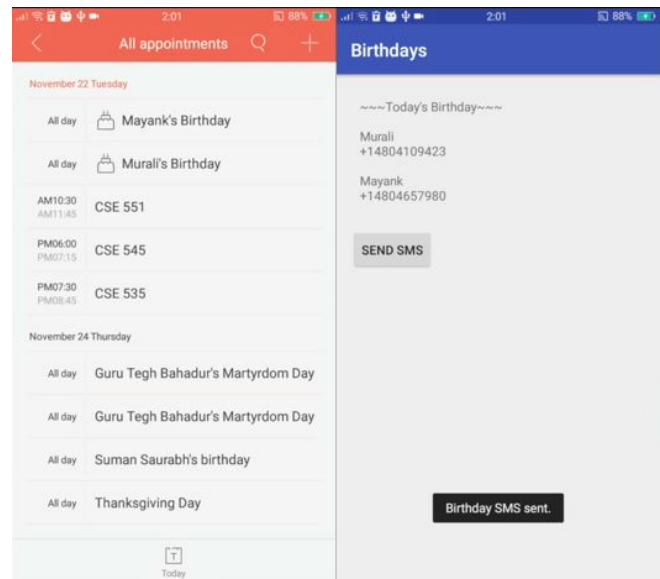 2:01
88%
All appointments
November 22 Tuesday
All day Mayank's Birthday
All day Murali's Birthday
AM10:30
AM11:45
CSE 551
PM06:00
PM07:15
CSE 545
PM07:30
PM08:45
CSE 535
November 24 Thursday
All day Guru Tegh Bahadur's Martyrdom Day
All day Guru Tegh Bahadur's Martyrdom Day
All day Suman Saurabh's birthday
All day Thanksgiving Day
T
Today
2:01
88%
Birthdays
~~~Today's Birthday~~~
Murali
+14804109423
Mayank
+14804657980
SEND SMS
Birthday SMS sent.